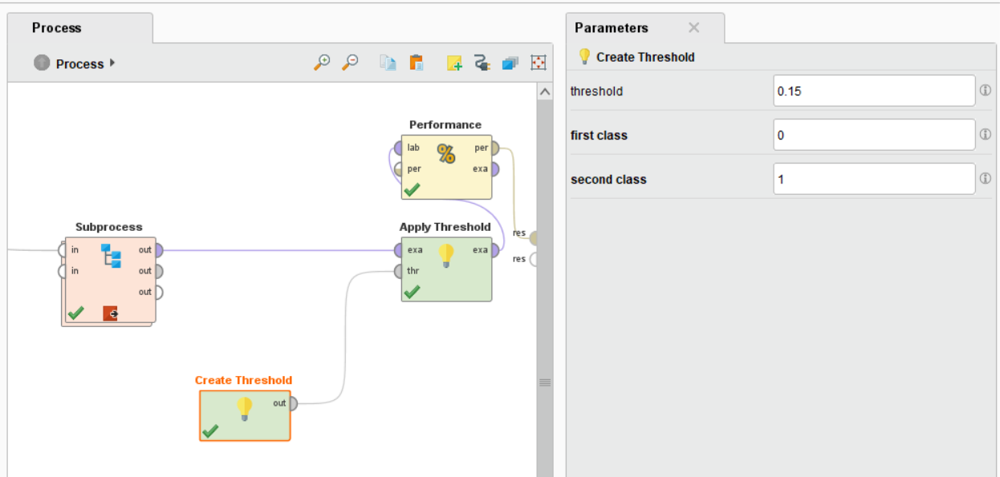 Process
Process
Performance
lab
per
per
exa
Subprocess
in
out
in
out
out
Apply Threshold
exa
exa
thr
res
res
Create Threshold
out
Parameters
Create Threshold
threshold
0.15
first class
0
second class
1